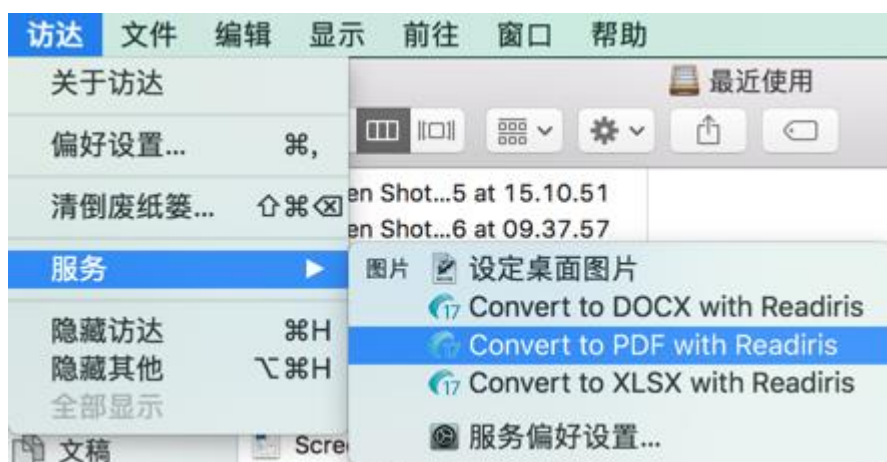 访达 文件 编辑 显示 前往 窗口 帮助
关于访达
最近使用
偏好设置... ⌘,
清倒废纸篓... ⇧⌘⌫
en Shot...5 at 15.10.51
en Shot...6 at 09.37.57
服务 ▶
图片 设定桌面图片
17 Convert to DOCX with Readiris
17 Convert to PDF with Readiris
17 Convert to XLSX with Readiris
服务偏好设置...
隐藏访达 ⌘H
隐藏其他 ⌥⌘H
全部显示
文稿
Scre